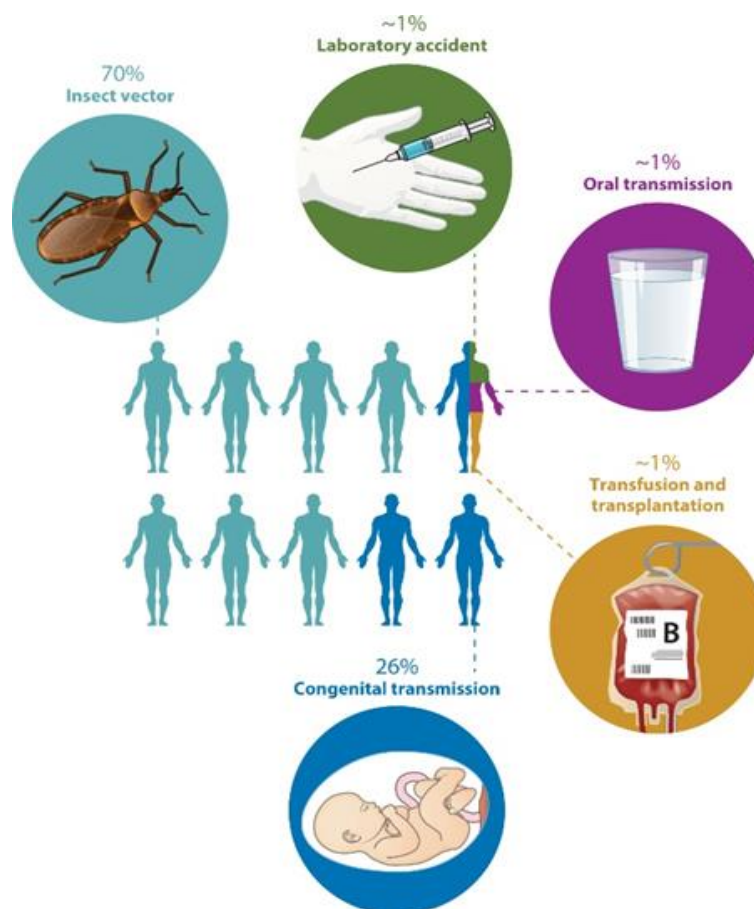 ~1%
Laboratory accident
70%
Insect vector
~1%
Oral transmission
~1%
Transfusion and
transplantation
B
26%
Congenital transmission